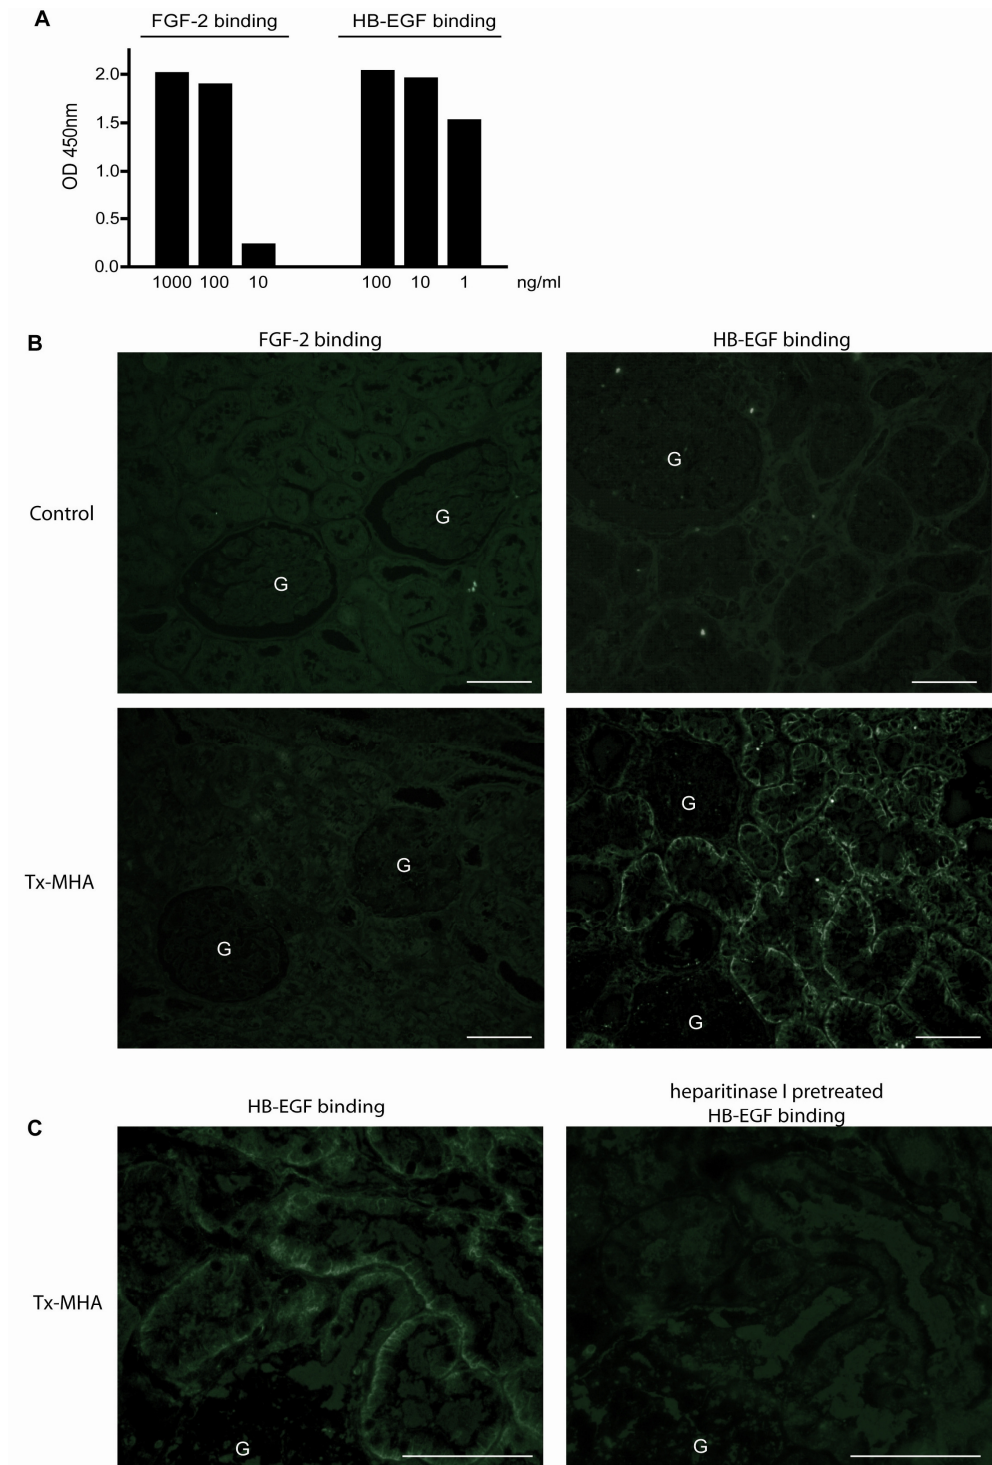 A
FGF-2 binding
HB-EGF binding
OD 450nm
2.0
1.5
1.0
0.5
0.0
1000 100 10 100 10 1 ng/ml
B
FGF-2 binding
HB-EGF binding
Control
G
G
G
Tx-MHA
G
G
G
G
C
HB-EGF binding
heparitinase I pretreated
HB-EGF binding
Tx-MHA
G
G